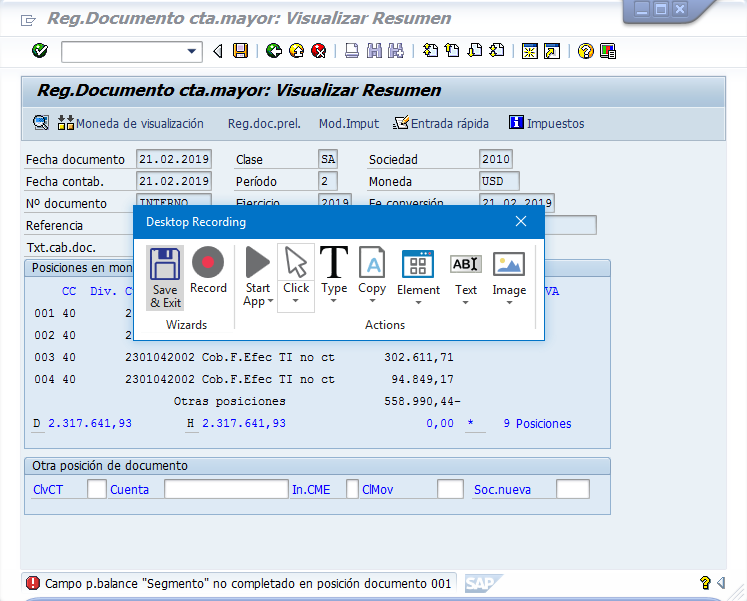 Reg.Documento cta.mayor: Visualizar Resumen
Reg.Documento cta.mayor: Visualizar Resumen
Moneda de visualización Reg.doc.prel. Mod.Imput Entrada rápida Impuestos
Fecha documento 21.02.2019 Clase SA Sociedad 2010
Fecha contab. 21.02.2019 Período 2 Moneda USD
Nº documento INTERNO Ejercicio 2019 Fe.conversión 21.02.2019
Referencia
Txt.cab.doc.
Desktop Recording
Save & Exit
Record
Start App
Click
Type
Copy
Element
ABI
Text
Image
Wizards
Actions
Posiciones en mon
CC Div. C VA
001 40 2
002 40 2
003 40 2301042002 Cob.F.Efec TI no ct 302.611,71
004 40 2301042002 Cob.F.Efec TI no ct 94.849,17
Otras posiciones 558.990,44-
D 2.317.641,93 H 2.317.641,93 0,00 * 9 Posiciones
Otra posición de documento
ClvCT Cuenta In.CME ClMov Soc.nueva
Campo p.balance "Segmento" no completado en posición documento 001 SAP